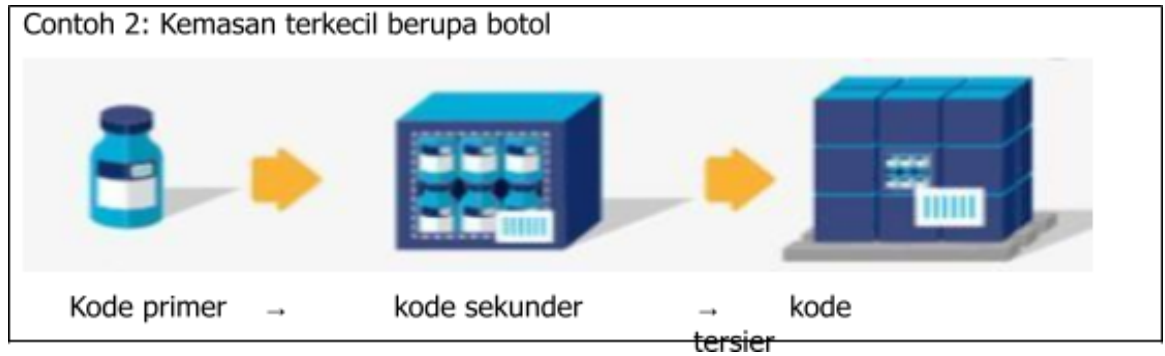 Contoh 2: Kemasan terkecil berupa botol
Kode primer → kode sekunder → kode
tersier